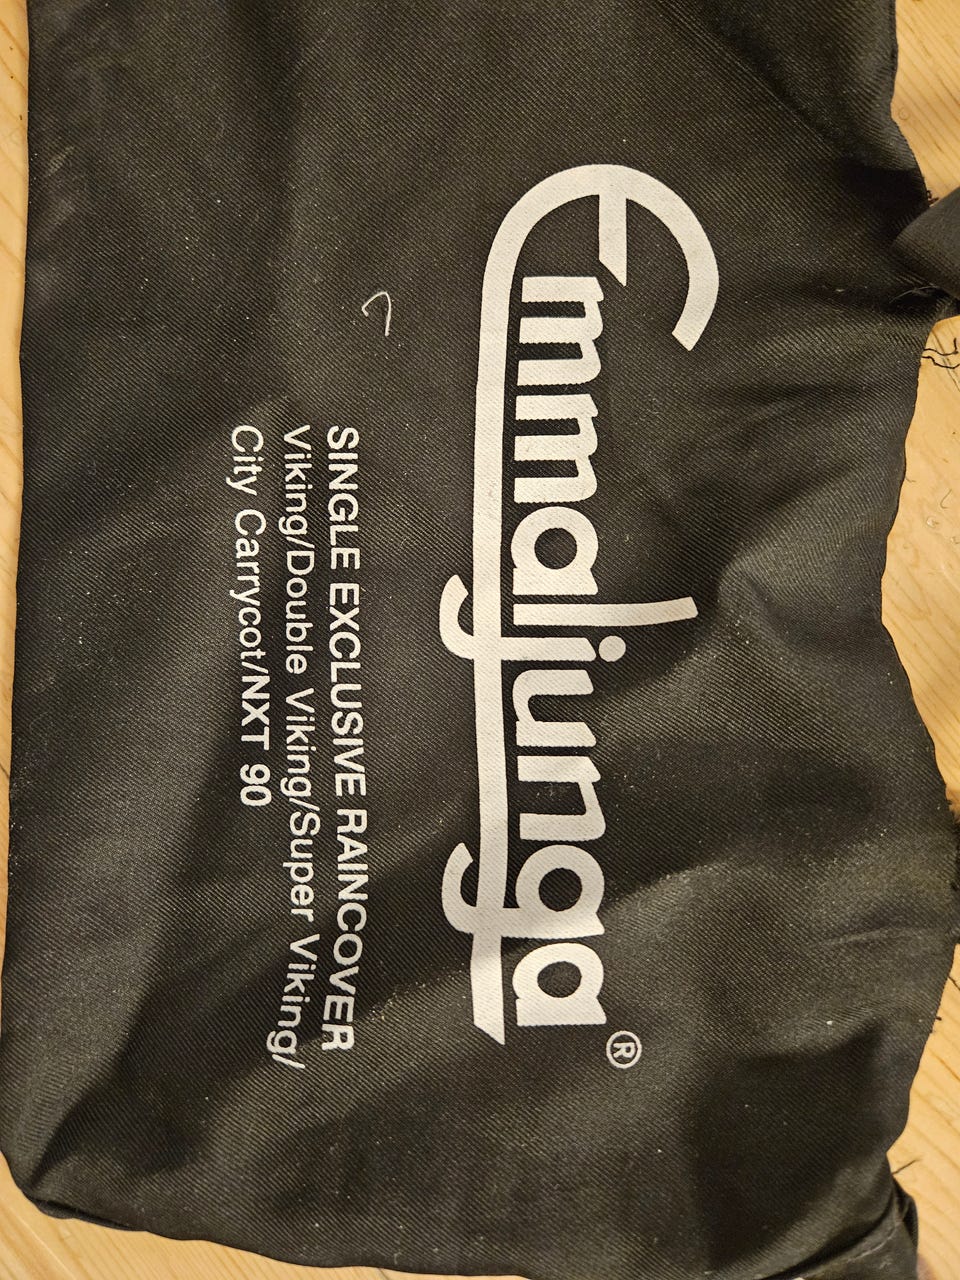 Emmaljunga®
SINGLE EXCLUSIVE RAINCOVER
Viking/Double Viking/Super Viking/
City Carrycot/NXT 90